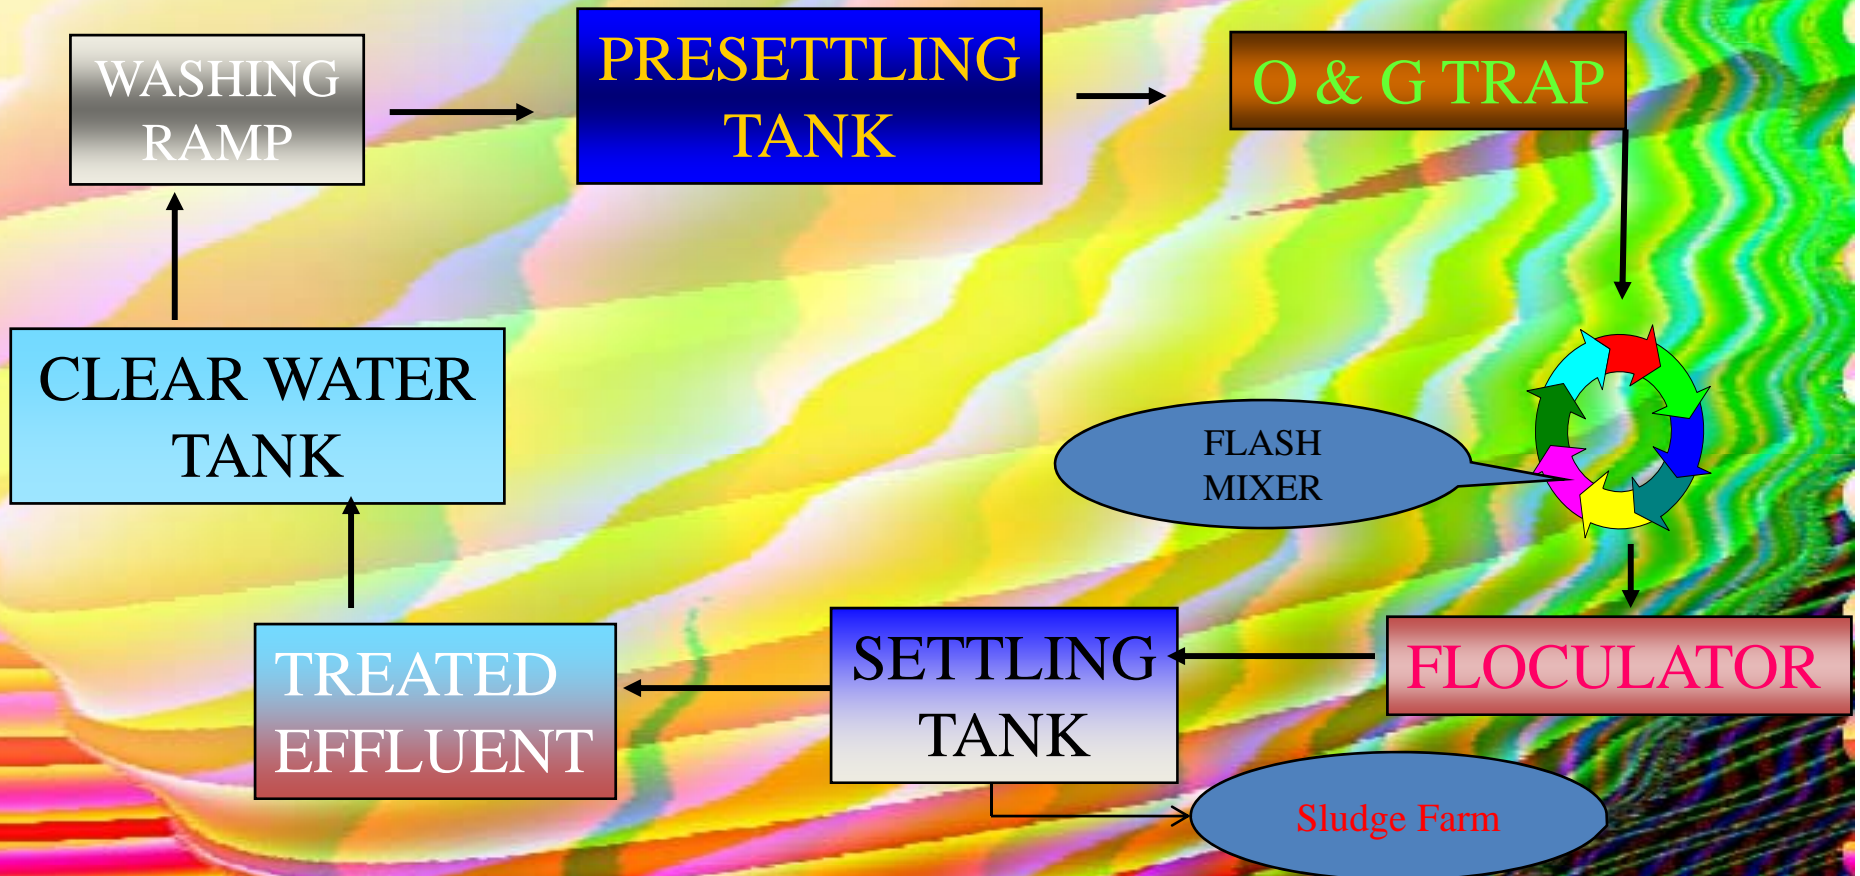 WASHING
RAMP
PRESETTLING
TANK
O & G TRAP
CLEAR WATER
TANK
FLASH
MIXER
TREATED
EFFLUENT
SETTLING
TANK
FLOCULATOR
Sludge Farm